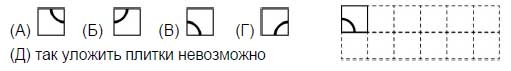 (А) (Б) (В) (Г)
(Д) так уложить плитки невозможно